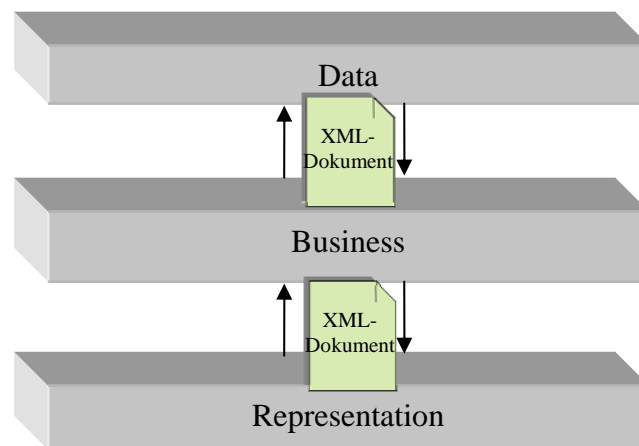 Data
XML-
Dokument
Business
XML-
Dokument
Representation